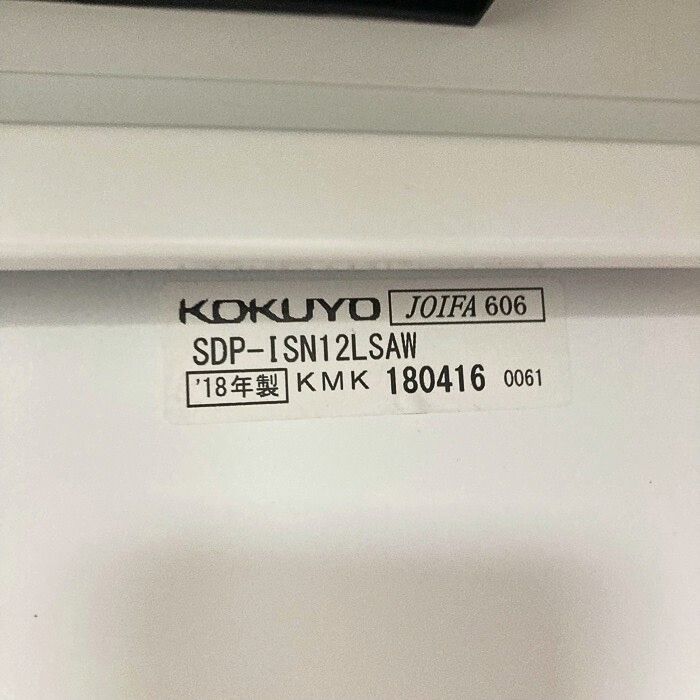 KOKUYO JOIFA 606
SDP-ISN12LSAW
'18年製 KMK 180416 0061